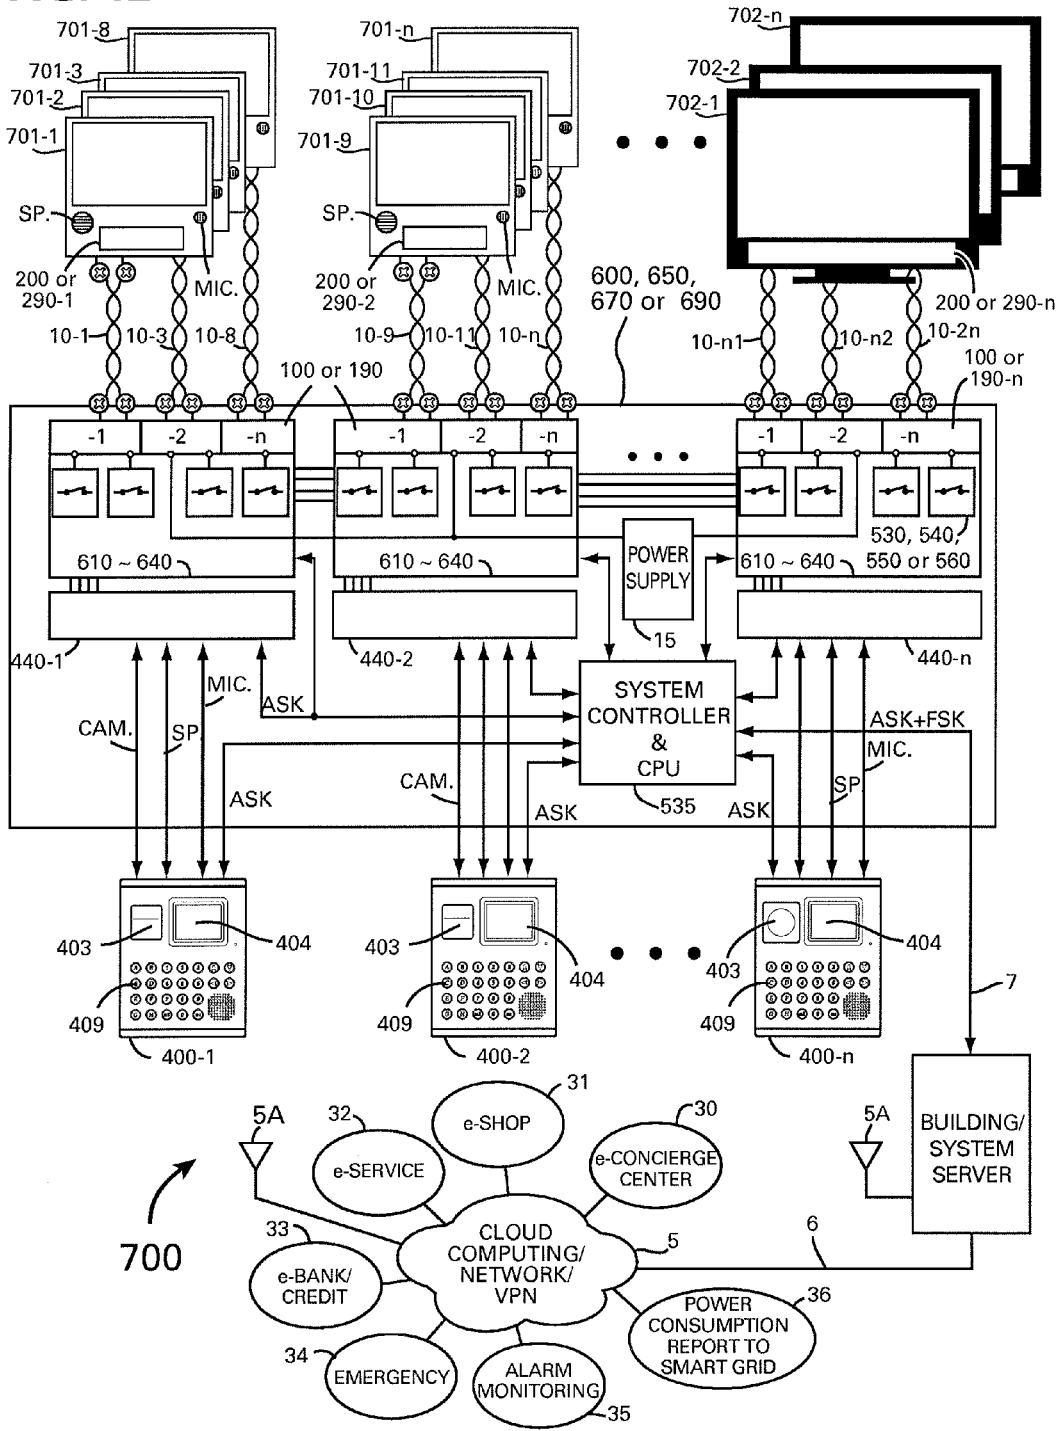 701-8
701-n
702-n
701-3
701-11
702-2
701-2
701-10
702-1
701-1
701-9
SP.
SP.
200 or
290-1
MIC.
200 or
290-2
MIC.
600, 650,
670 or 690
200 or 290-n
10-1
10-3
10-8
10-9
10-11
10-n
10-n1
10-n2
10-2n
100 or 190
100 or
190-n
-1
-2
-n
-1
-2
-n
-1
-2
-n
530, 540,
550 or 560
610 ~ 640
610 ~ 640
POWER
SUPPLY
610 ~ 640
15
440-1
440-2
440-n
MIC.
ASK
SYSTEM
CONTROLLER
&
CPU
ASK+FSK
CAM.
SP.
MIC.
CAM.
SP
ASK
ASK
535
ASK
403
404
403
404
403
404
409
409
409
7
400-1
400-2
400-n
31
5A
32
e-SHOP
30
5A
BUILDING/
SYSTEM
SERVER
e-SERVICE
e-CONCIERGE
CENTER
700
33
CLOUD
COMPUTING/
NETWORK/
VPN
5
6
e-BANK/
CREDIT
36
POWER
CONSUMPTION
REPORT TO
SMART GRID
34
EMERGENCY
ALARM
MONITORING
35